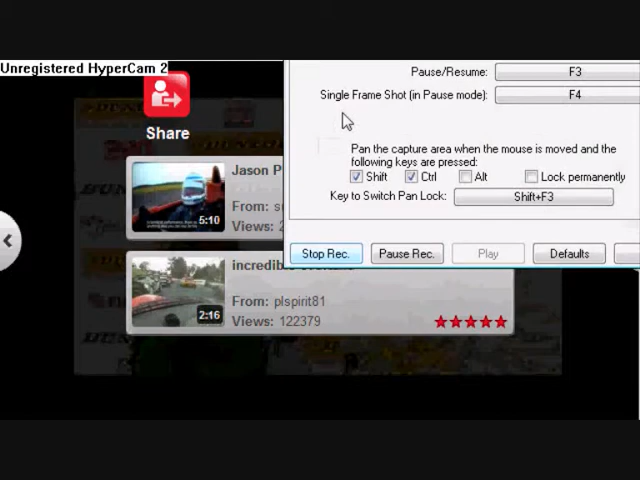 Unregistered HyperCam 2
Share
Jason P
From:
Views: 2
5:10
incredib
From: plspirit81
Views: 122379
2:16
Pause/Resume: F3
Single Frame Shot (in Pause mode): F4
Pan the capture area when the mouse is moved and the
following keys are pressed:
Shift Ctrl Alt Lock permanently
Key to Switch Pan Lock: Shift+F3
Stop Rec. Pause Rec. Play Defaults